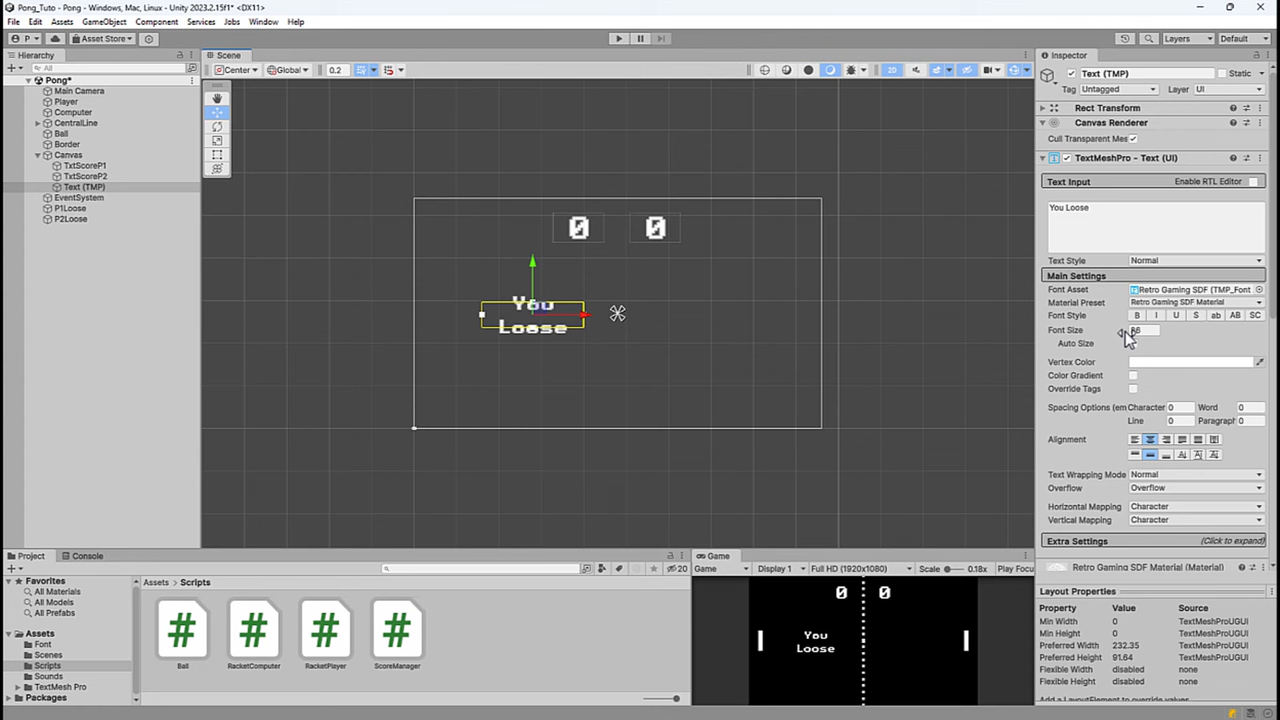 Pong_Tuto - Pong - Windows, Mac, Linux - Unity 2023.2.15f1* <DX11>
File Edit Assets GameObject Component Services Jobs Window Help
P Asset Store Layers Default
Hierarchy
All
Pong*
Main Camera
Player
Computer
CentralLine
Ball
Border
Canvas
TxtScoreP1
TxtScoreP2
Text (TMP)
EventSystem
P1Loose
P2Loose
Scene
Center Global 0.2 2D
0 0
You
Loose
Inspector
Text (TMP) Static
Tag Untagged Layer UI
Rect Transform
Canvas Renderer
Cull Transparent Mes
TextMeshPro - Text (UI)
Text Input Enable RTL Editor
You Loose
Text Style Normal
Main Settings
Font Asset Retro Gaming SDF (TMP_Font
Material Preset Retro Gaming SDF Material
Font Style B I U S ab AB SC
Font Size
Auto Size
Vertex Color
Color Gradient
Override Tags
Spacing Options (em Character 0 Word 0
Line 0 Paragraph 0
Alignment
Text Wrapping Mode Normal
Overflow Overflow
Horizontal Mapping Character
Vertical Mapping Character
Extra Settings (Click to expand)
Retro Gaming SDF Material (Material)
Layout Properties
Property Value Source
Min Width 0 TextMeshProUGUI
Min Height 0 TextMeshProUGUI
Preferred Width 232.35 TextMeshProUGUI
Preferred Height 91.64 TextMeshProUGUI
Flexible Width disabled none
Flexible Height disabled none
Add a LayoutElement to override values
Project Console
20
Favorites
All Materials
All Models
All Prefabs
Assets
Font
Scenes
Scripts
Sounds
TextMesh Pro
Packages
Assets > Scripts
#
#
#
#
Ball RacketComputer RacketPlayer ScoreManager
Game
Game Display 1 Full HD (1920x1080) Scale 0.18x Play Focu
0 0
You
Loose